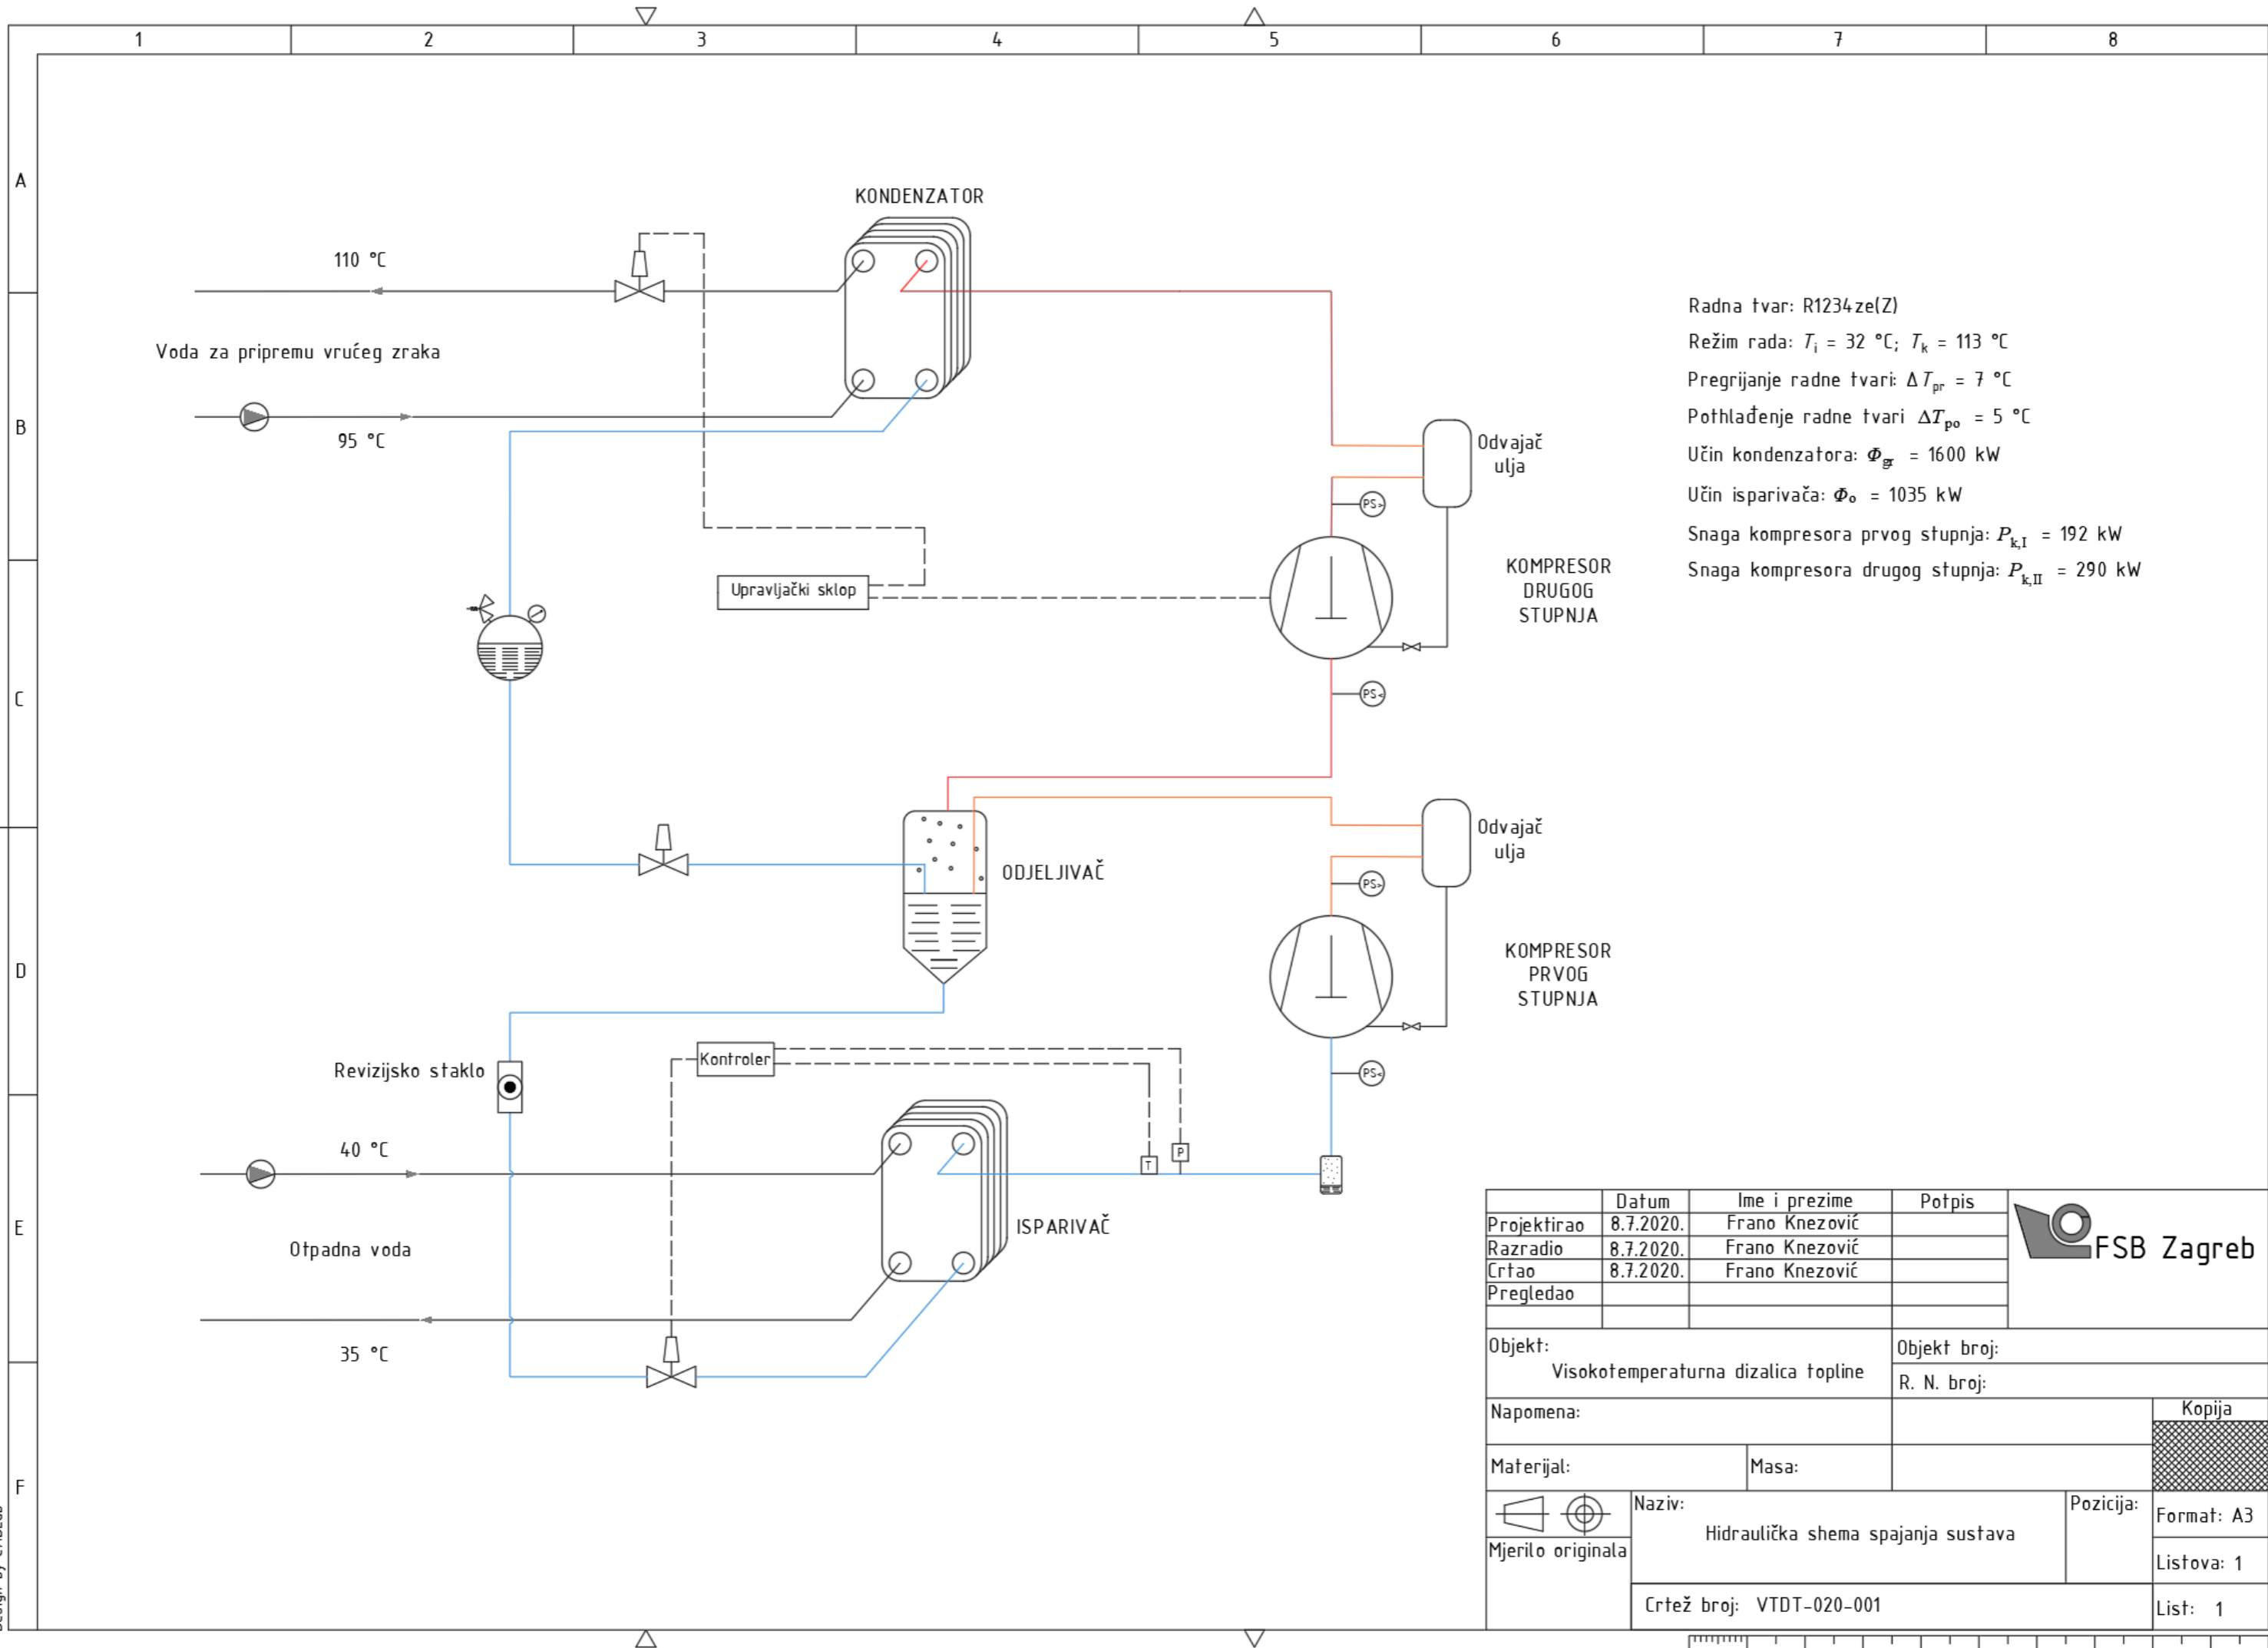 1 2 3 4 5 6 7 8
A
B
C
D
E
F
KONDENZATOR
110 °C
Voda za pripremu vrućeg zraka
95 °C
Radna tvar: R1234ze(Z)
Režim rada: Ti = 32 °C; Tk = 113 °C
Pregrijanje radne tvari: ΔTpr = 7 °C
Pothlađenje radne tvari ΔTpo = 5 °C
Učin kondenzatora: Φgr = 1600 kW
Učin isparivača: Φo = 1035 kW
Snaga kompresora prvog stupnja: Pk,I = 192 kW
Snaga kompresora drugog stupnja: Pk,II = 290 kW
Odvajač
ulja
PS>
Upravljački sklop
KOMPRESOR
DRUGOG
STUPNJA
PS<
Odvajač
ulja
ODJELJIVAČ
PS>
KOMPRESOR
PRVOG
STUPNJA
Kontroler
Revizijsko staklo
PS<
40 °C
T
P
ISPARIVAČ
Otpadna voda
35 °C
Datum Ime i prezime Potpis
Projektirao 8.7.2020. Frano Knezović
Razradio 8.7.2020. Frano Knezović
Crtao 8.7.2020. Frano Knezović
Pregledao
FSB Zagreb
Objekt:
Visokotemperaturna dizalica topline
Objekt broj:
R. N. broj:
Napomena:
Kopija
Materijal:
Masa:
Naziv:
Hidraulička shema spajanja sustava
Pozicija:
Format: A3
Mjerilo originala
Listova: 1
Crtež broj: VTDT-020-001
List: 1